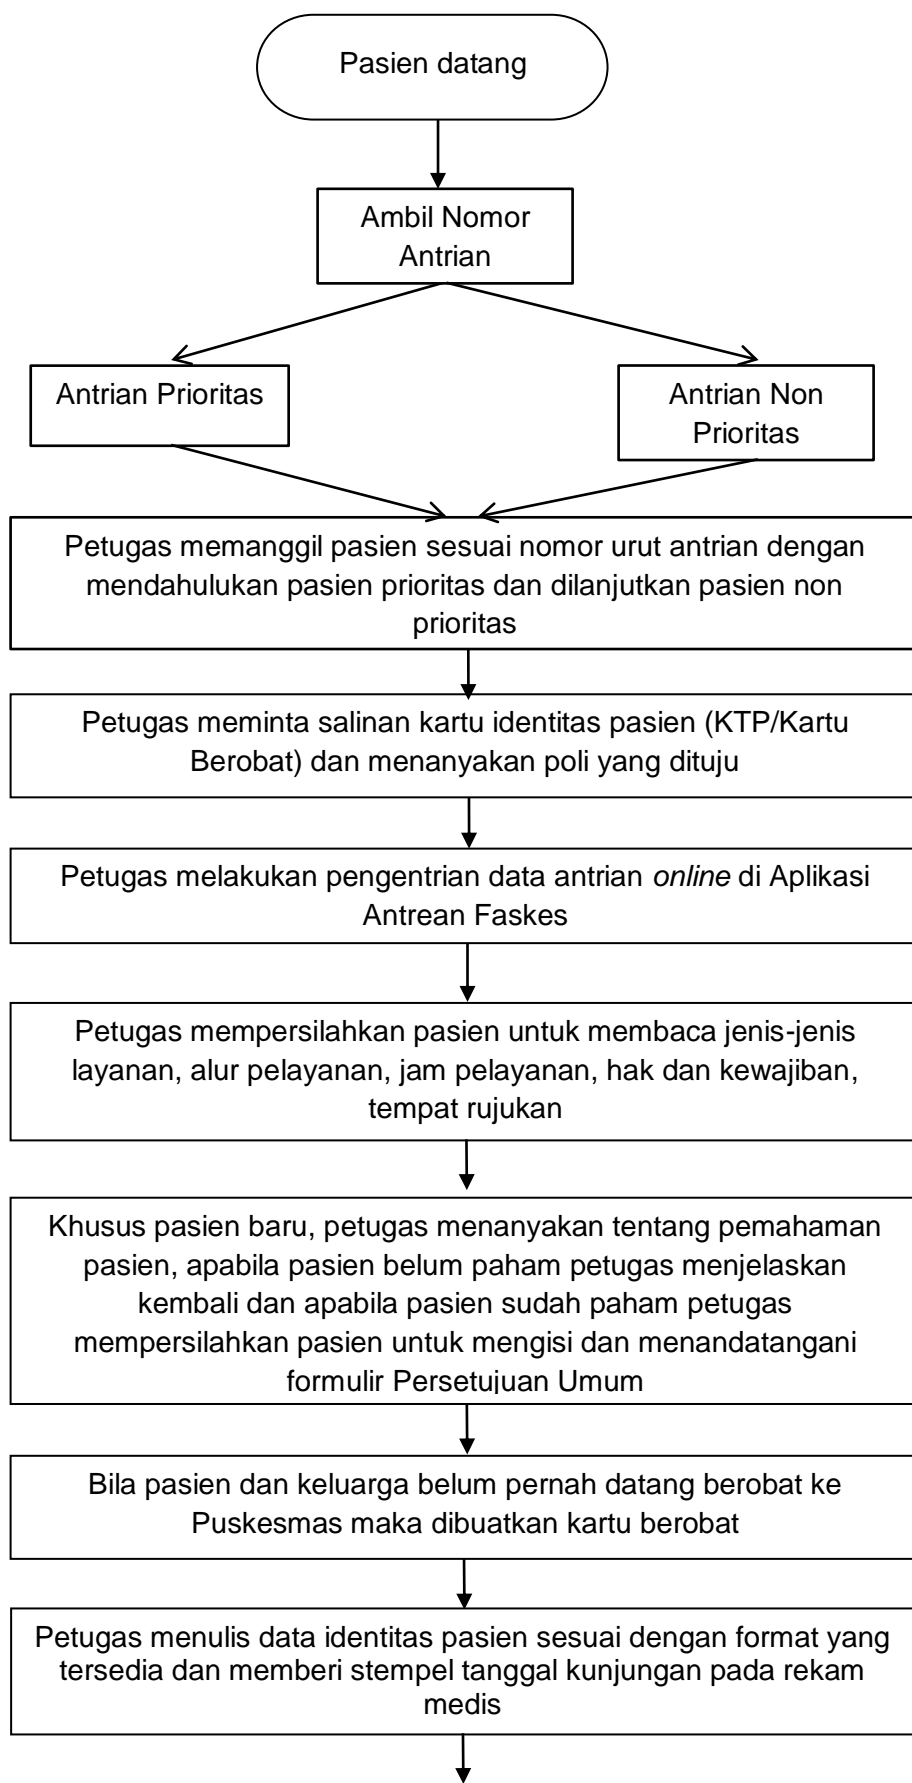 Pasien datang
Ambil Nomor
Antrian
Antrian Prioritas
Antrian Non
Prioritas
Petugas memanggil pasien sesuai nomor urut antrian dengan
mendahulukan pasien prioritas dan dilanjutkan pasien non
prioritas
Petugas meminta salinan kartu identitas pasien (KTP/Kartu
Berobat) dan menanyakan poli yang dituju
Petugas melakukan pengentrian data antrian online di Aplikasi
Antrean Faskes
Petugas mempersilahkan pasien untuk membaca jenis-jenis
layanan, alur pelayanan, jam pelayanan, hak dan kewajiban,
tempat rujukan
Khusus pasien baru, petugas menanyakan tentang pemahaman
pasien, apabila pasien belum paham petugas menjelaskan
kembali dan apabila pasien sudah paham petugas
mempersilahkan pasien untuk mengisi dan menandatangani
formulir Persetujuan Umum
Bila pasien dan keluarga belum pernah datang berobat ke
Puskesmas maka dibuatkan kartu berobat
Petugas menulis data identitas pasien sesuai dengan format yang
tersedia dan memberi stempel tanggal kunjungan pada rekam
medis